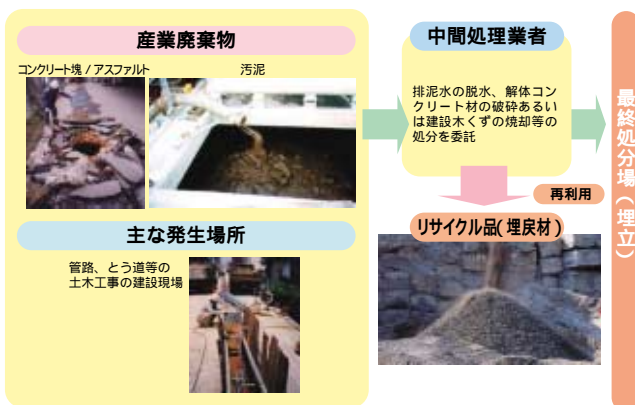 産業廃棄物
コンクリート塊 / アスファルト
汚泥
主な発生場所
管路、とう道等の
土木工事の建設現場
中間処理業者
排泥水の脱水、解体コン
クリート材の破砕あるい
は建設木くずの焼却等の
処分を委託
再利用
リサイクル品(埋戻材)
最終処分場(埋立)